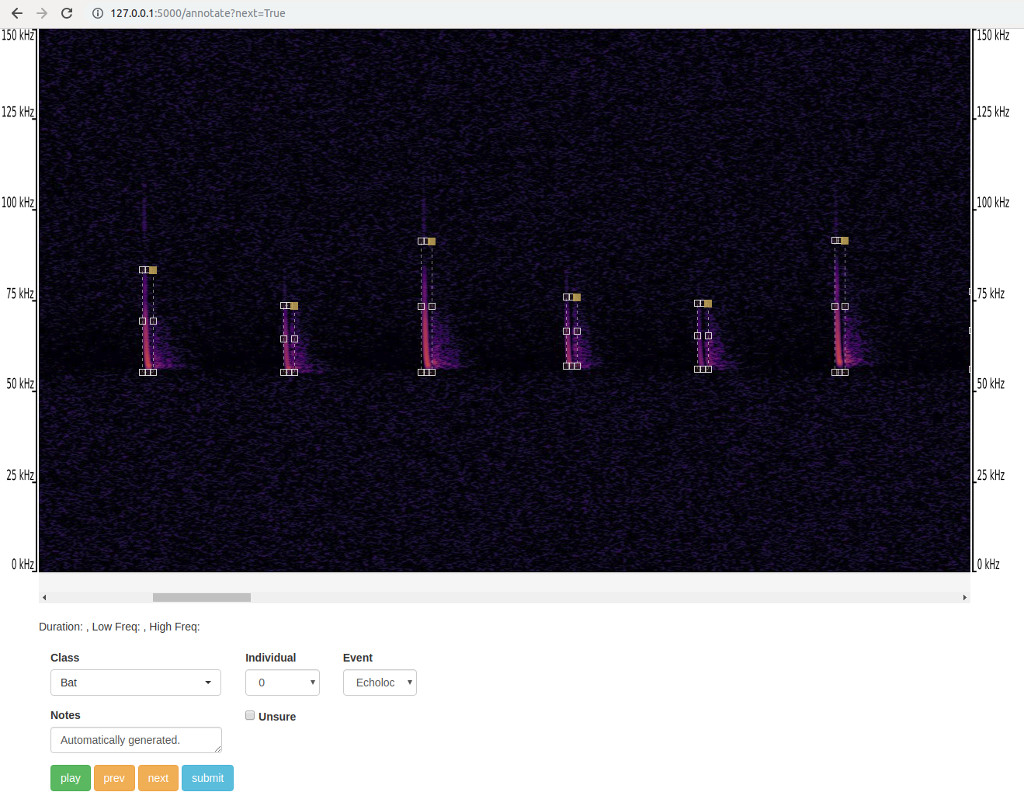 127.0.0.1:5000/annotate?next=True
150 kHz 150 kHz
125 kHz 125 kHz
100 kHz 100 kHz
75 kHz 75 kHz
50 kHz 50 kHz
25 kHz 25 kHz
0 kHz 0 kHz
Duration: , Low Freq: , High Freq:
Class Individual Event
Bat 0 Echoloc
Notes Unsure
Automatically generated.
play prev next submit